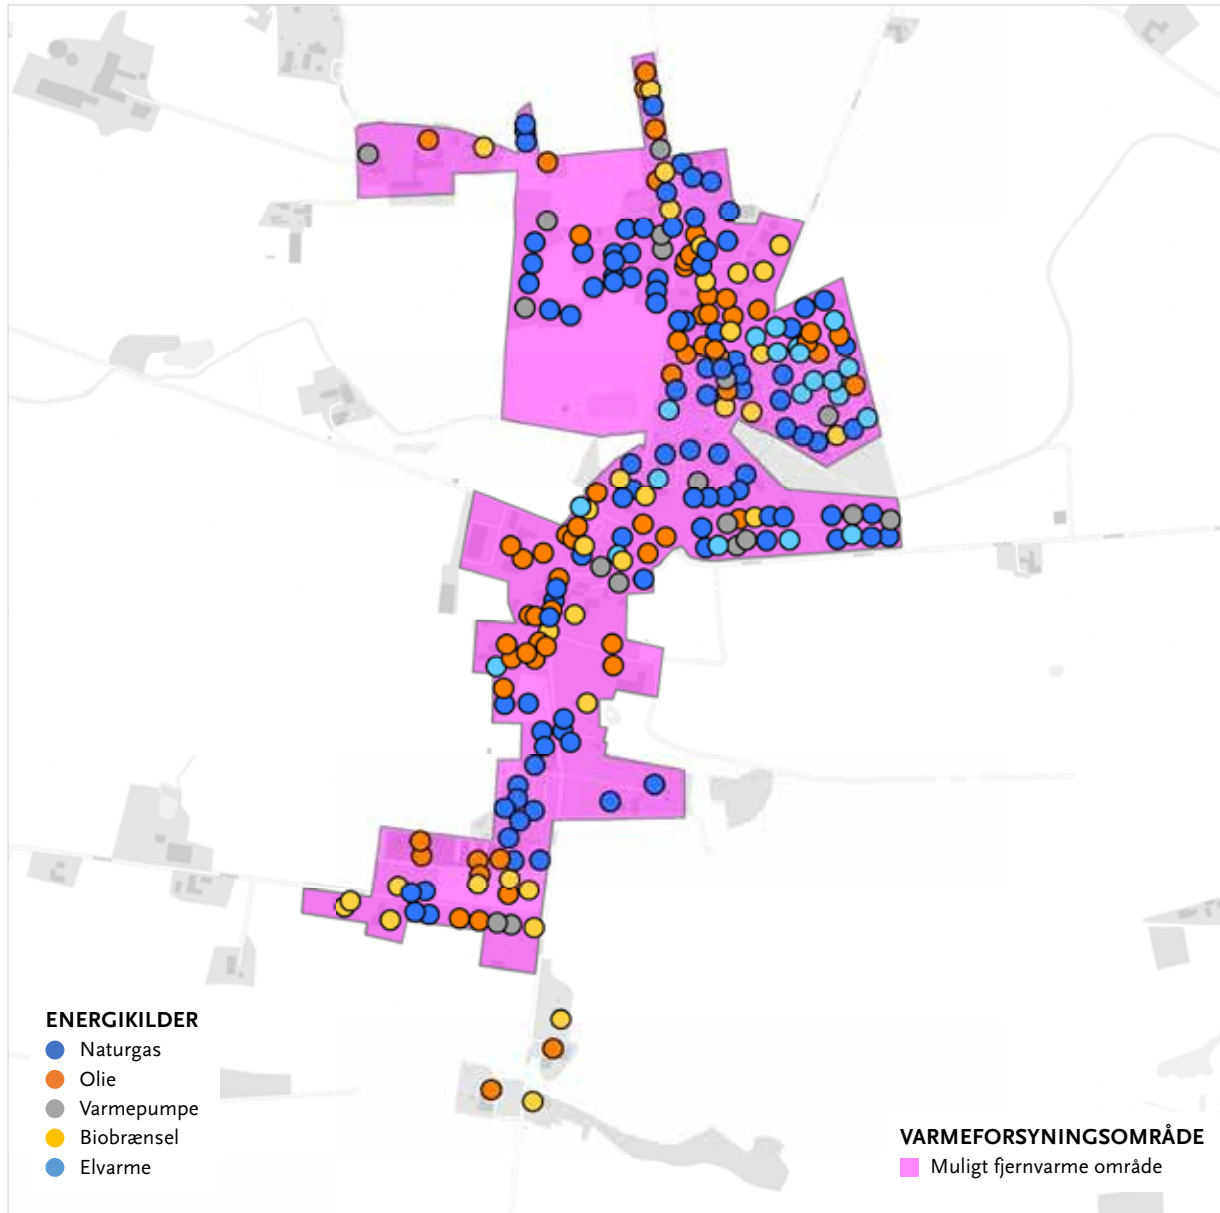 ENERGIKILDER
Naturgas
Olie
Varmepumpe
Biobrænsel
Elvarme
VARMEFORSYNINGSOMRÅDE
Muligt fjernvarme område